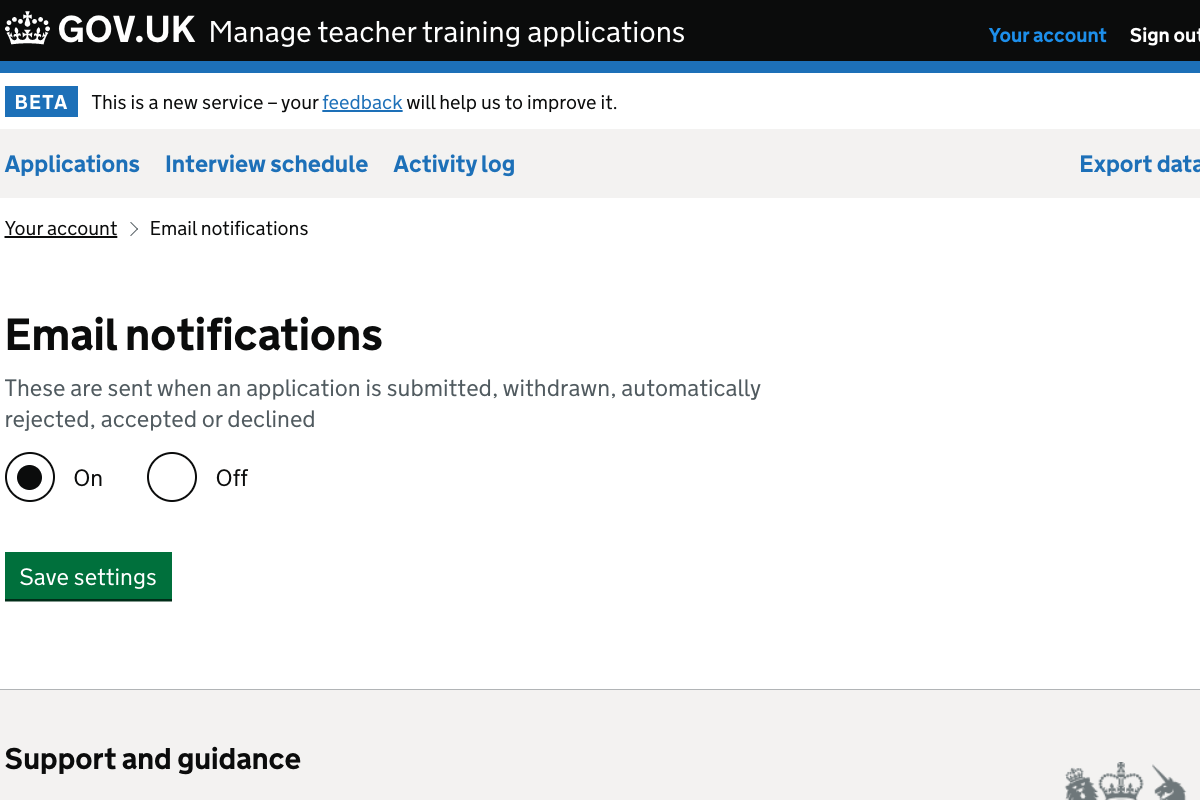 GOV.UK Manage teacher training applications
Your account Sign out
BETA This is a new service – your feedback will help us to improve it.
Applications Interview schedule Activity log Export data
Your account Email notifications
Email notifications
These are sent when an application is submitted, withdrawn, automatically
rejected, accepted or declined
On Off
Save settings
Support and guidance